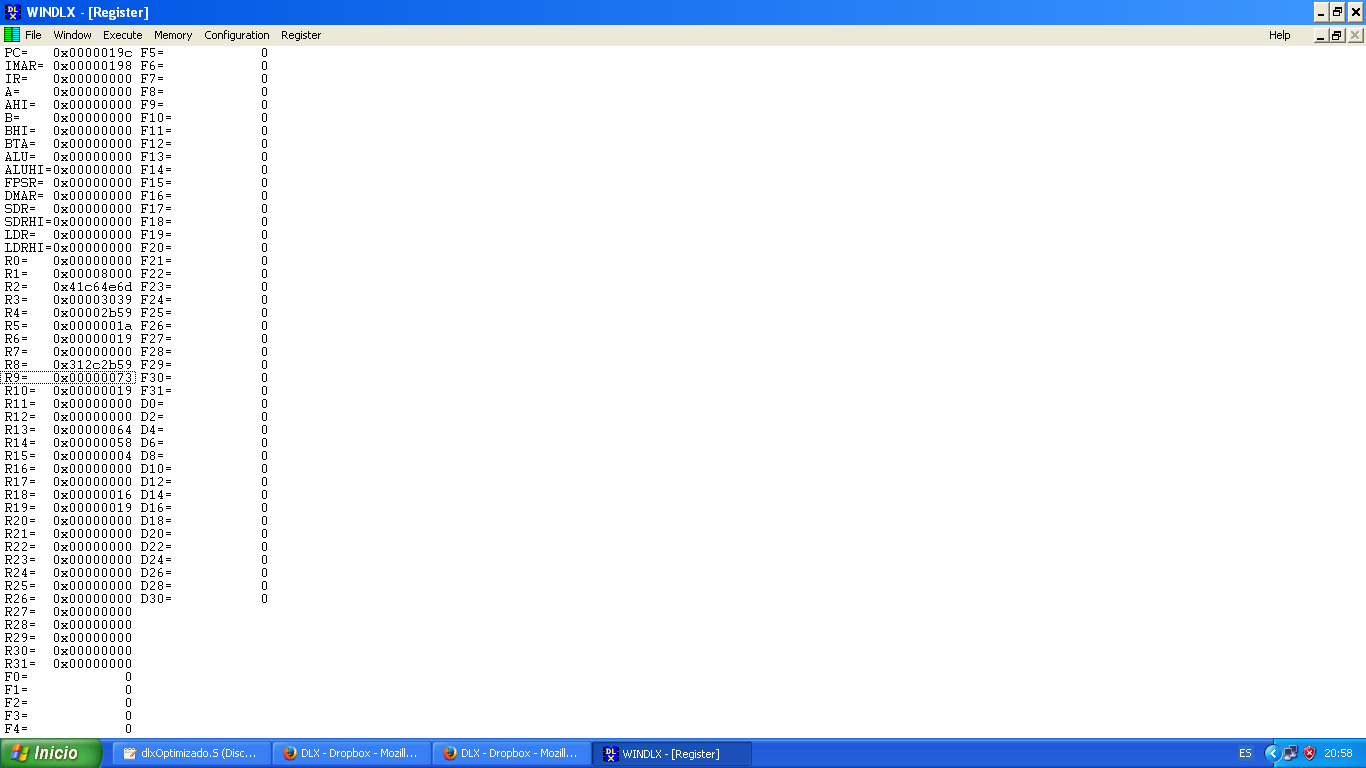 WINDLX - [Register]
File Window Execute Memory Configuration Register Help
PC= 0x0000019c F5= 0
IMAR= 0x00000198 F6= 0
IR= 0x00000000 F7= 0
A= 0x00000000 F8= 0
AHI= 0x00000000 F9= 0
B= 0x00000000 F10= 0
BHI= 0x00000000 F11= 0
BTA= 0x00000000 F12= 0
ALU= 0x00000000 F13= 0
ALUHI=0x00000000 F14= 0
FPSR= 0x00000000 F15= 0
DMAR= 0x00000000 F16= 0
SDR= 0x00000000 F17= 0
SDRHI=0x00000000 F18= 0
LDR= 0x00000000 F19= 0
LDRHI=0x00000000 F20= 0
R0= 0x00000000 F21= 0
R1= 0x00008000 F22= 0
R2= 0x41c64e6d F23= 0
R3= 0x00003039 F24= 0
R4= 0x00002b59 F25= 0
R5= 0x0000001a F26= 0
R6= 0x00000019 F27= 0
R7= 0x00000000 F28= 0
R8= 0x312c2b59 F29= 0
R9= 0x00000073 F30= 0
R10= 0x00000019 F31= 0
R11= 0x00000000 D0= 0
R12= 0x00000000 D2= 0
R13= 0x00000064 D4= 0
R14= 0x00000058 D6= 0
R15= 0x00000004 D8= 0
R16= 0x00000000 D10= 0
R17= 0x00000000 D12= 0
R18= 0x00000016 D14= 0
R19= 0x00000019 D16= 0
R20= 0x00000000 D18= 0
R21= 0x00000000 D20= 0
R22= 0x00000000 D22= 0
R23= 0x00000000 D24= 0
R24= 0x00000000 D26= 0
R25= 0x00000000 D28= 0
R26= 0x00000000 D30= 0
R27= 0x00000000
R28= 0x00000000
R29= 0x00000000
R30= 0x00000000
R31= 0x00000000
F0= 0
F1= 0
F2= 0
F3= 0
F4= 0
Inicio dlxOptimizado.S (Disc... DLX - Dropbox - Mozill... DLX - Dropbox - Mozill... WINDLX - [Register] ES 20:58